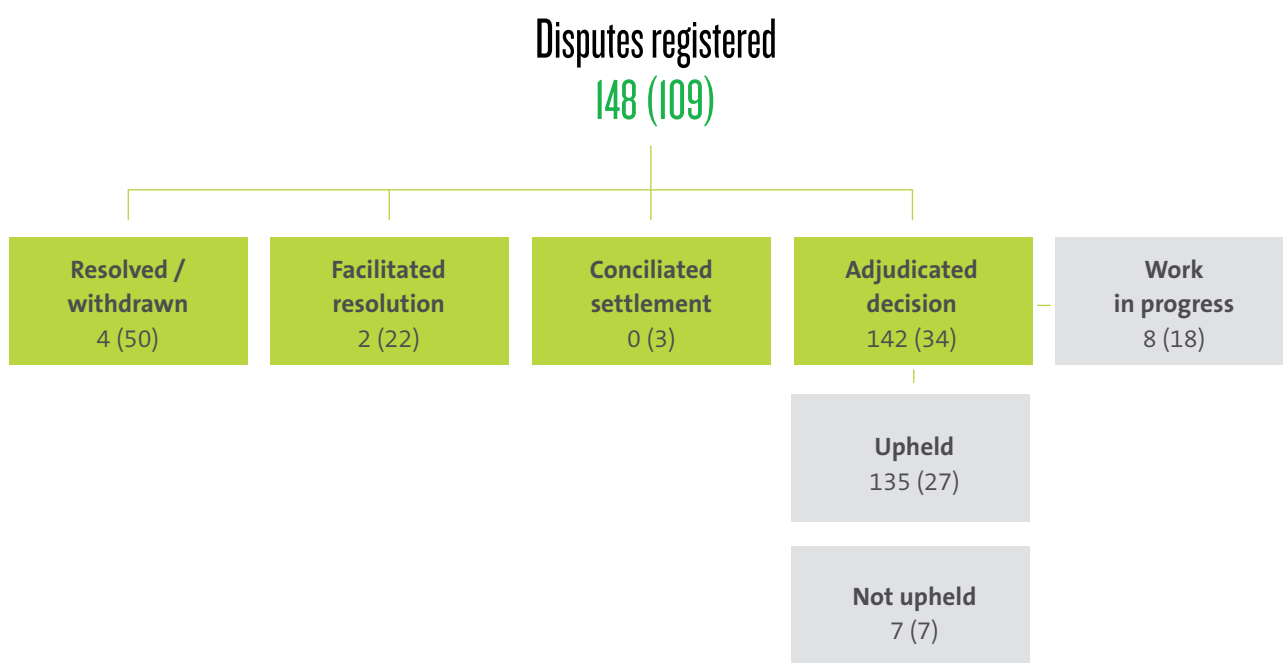 Disputes registered
148 (109)
Resolved /
withdrawn
4 (50)
Facilitated
resolution
2 (22)
Conciliated
settlement
0 (3)
Adjudicated
decision
142 (34)
Work
in progress
8 (18)
Upheld
135 (27)
Not upheld
7 (7)